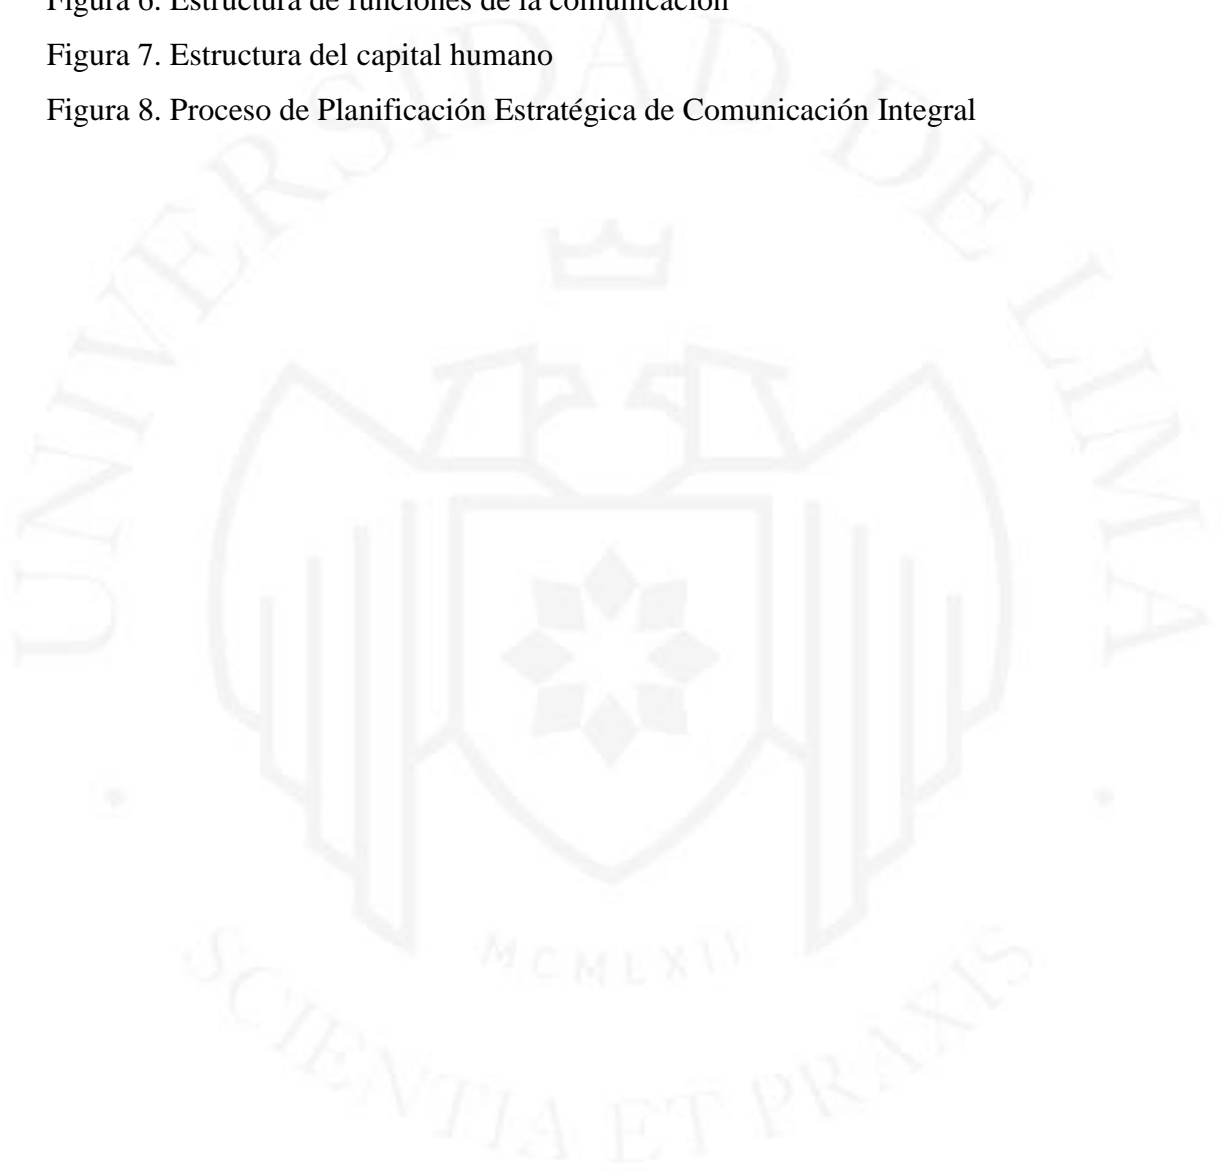 Figura 6. Estructura de funciones de la comunicación
Figura 7. Estructura del capital humano
Figura 8. Proceso de Planificación Estratégica de Comunicación Integral
UNIVERSIDAD DE LIMA
MCMLXII
SCIENTIA ET PRAXIS